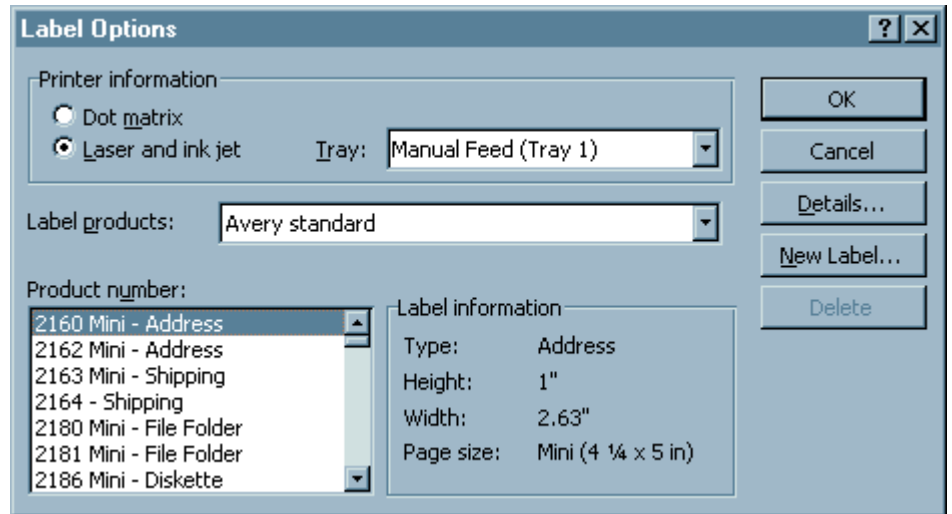 Label Options
Printer information
Dot matrix
Laser and ink jet
Tray:
Manual Feed (Tray 1)
Label products:
Avery standard
Product number:
2160 Mini - Address
2162 Mini - Address
2163 Mini - Shipping
2164 - Shipping
2180 Mini - File Folder
2181 Mini - File Folder
2186 Mini - Diskette
Label information
Type: Address
Height: 1"
Width: 2.63"
Page size: Mini (4 ¼ x 5 in)
OK
Cancel
Details...
New Label...
Delete